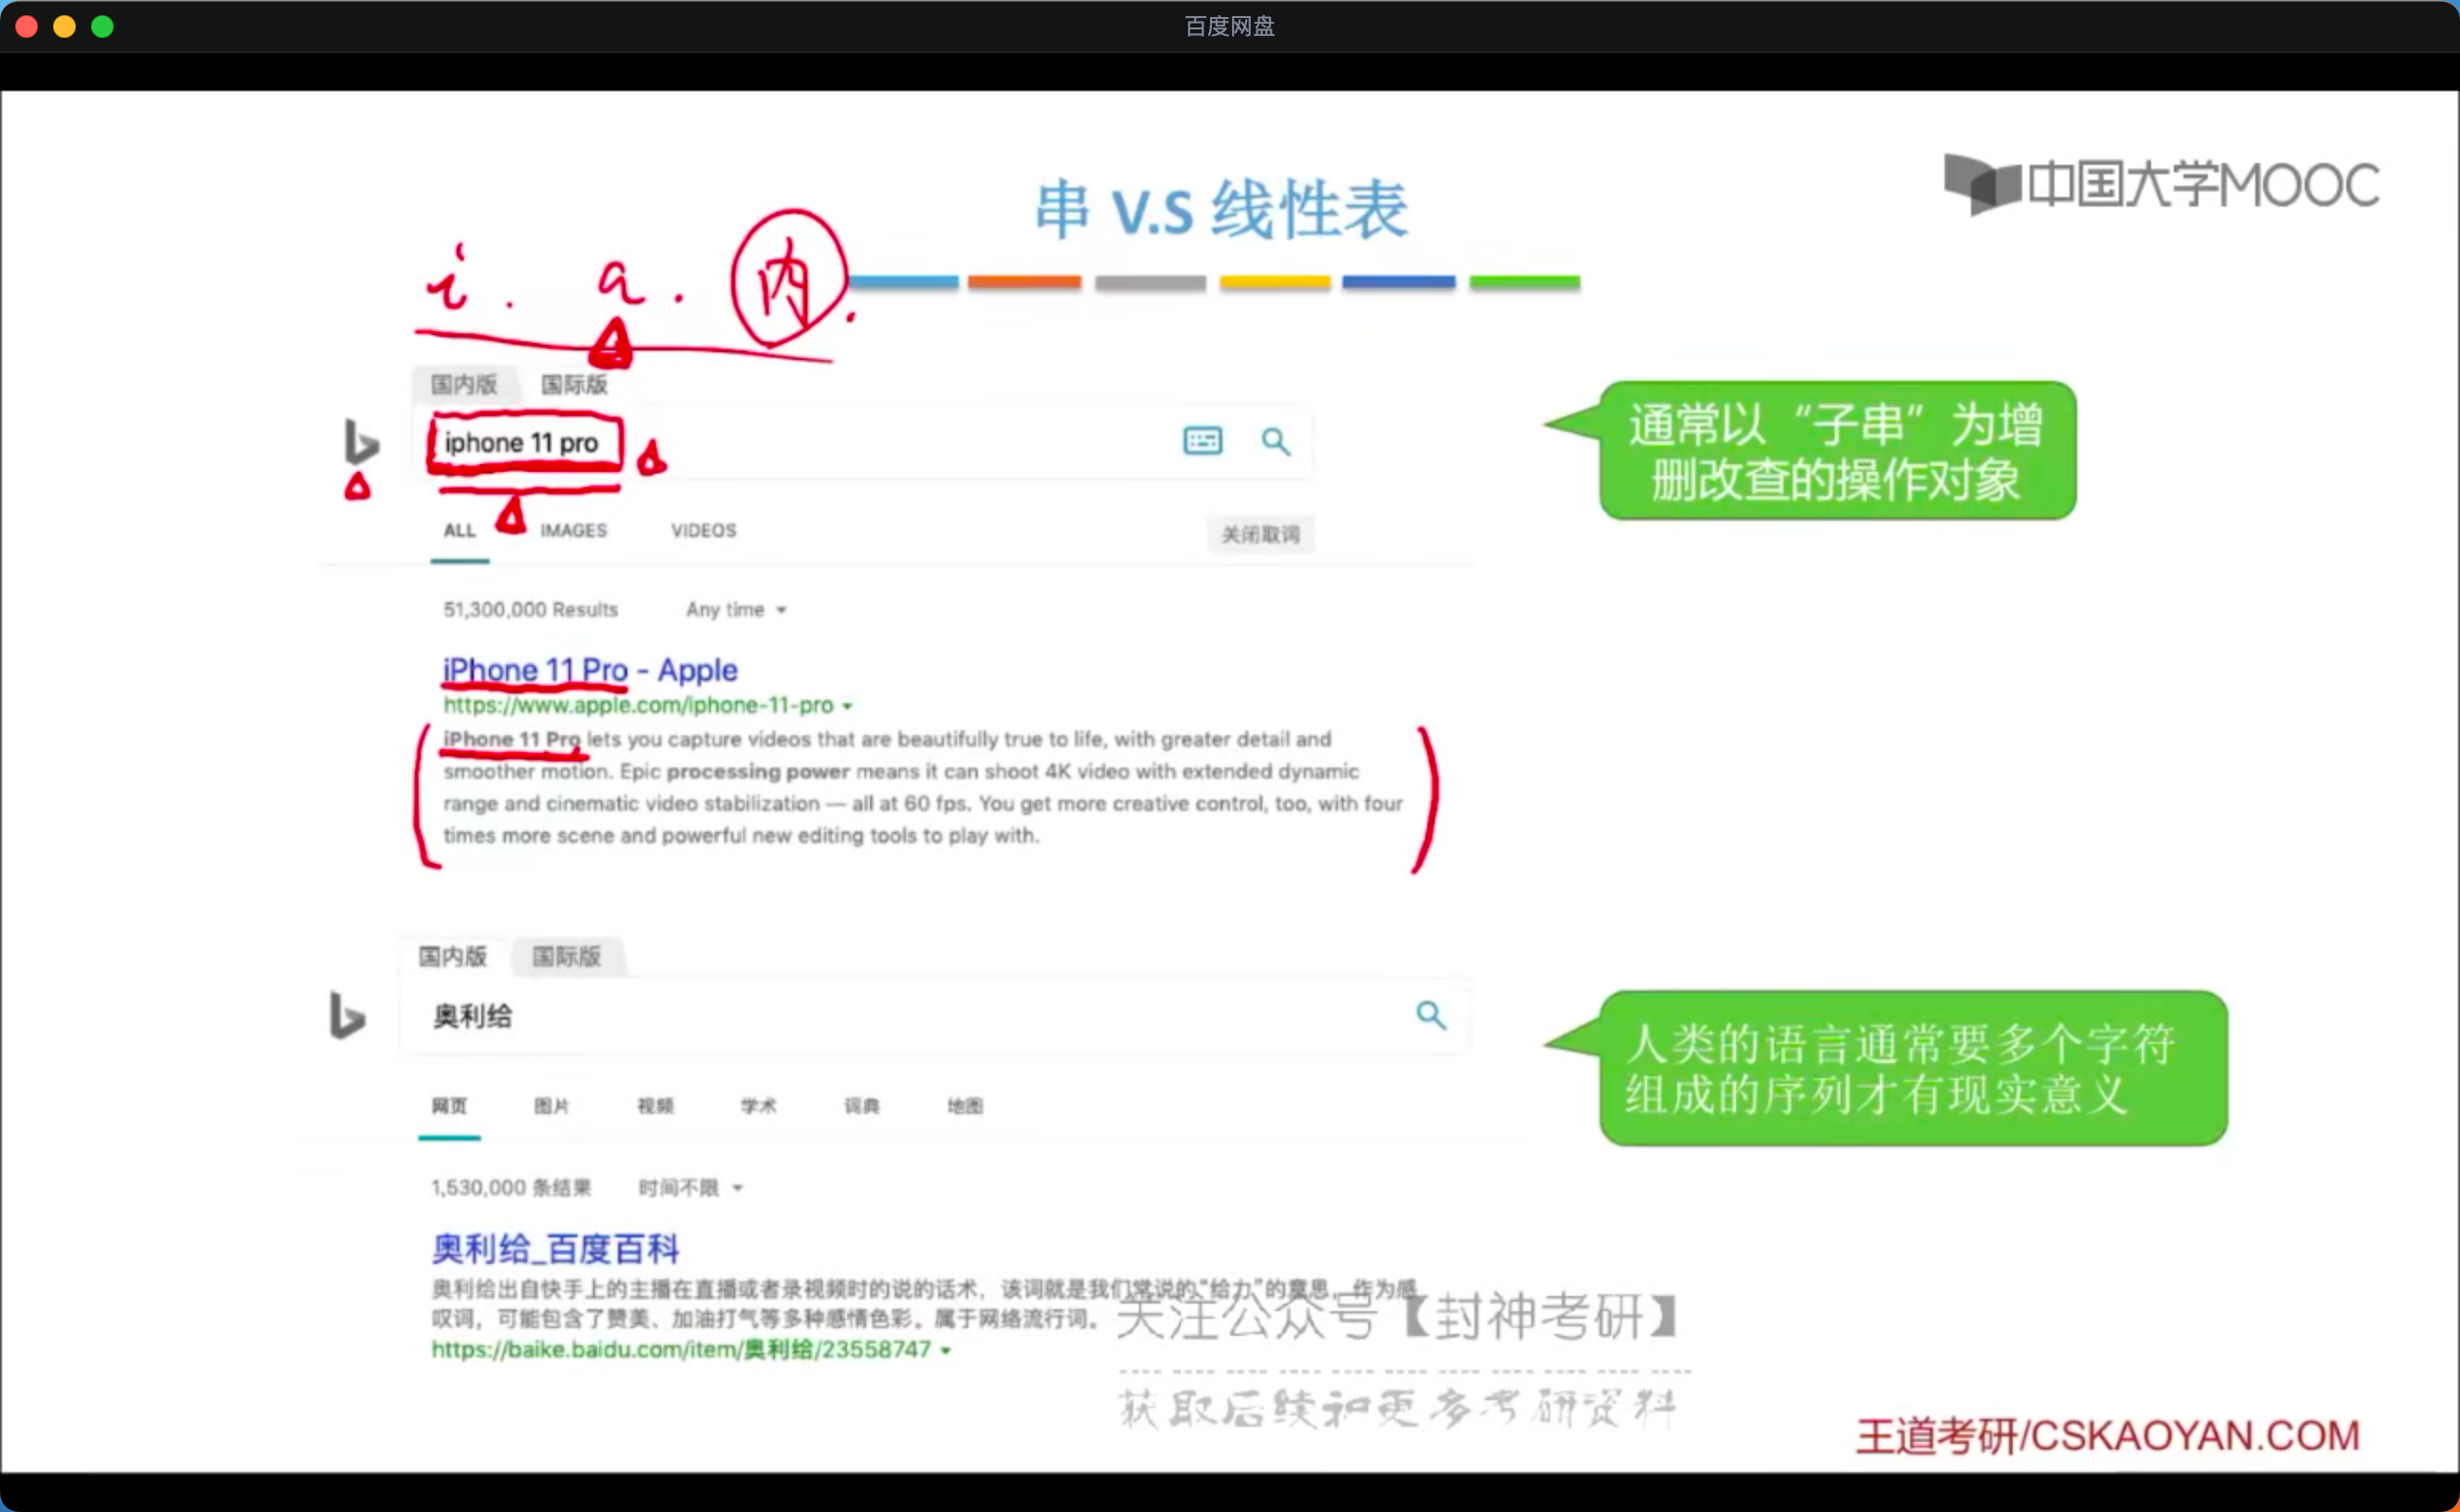 百度网盘
中国大学MOOC
串 V.S 线性表
i . a . 内 .
国内版 国际版
iphone 11 pro
ALL IMAGES VIDEOS 关闭取词
51,300,000 Results Any time
iPhone 11 Pro - Apple
https://www.apple.com/iphone-11-pro
iPhone 11 Pro lets you capture videos that are beautifully true to life, with greater detail and
smoother motion. Epic processing power means it can shoot 4K video with extended dynamic
range and cinematic video stabilization — all at 60 fps. You get more creative control, too, with four
times more scene and powerful new editing tools to play with.
通常以“子串”为增
删改查的操作对象
国内版 国际版
奥利给
网页 图片 视频 学术 词典 地图
1,530,000 条结果 时间不限
奥利给_百度百科
奥利给出自快手上的主播在直播或者录视频时的说的话术，该词就是我们常说的“给力”的意思，作为感
叹词，可能包含了赞美、加油打气等多种感情色彩。属于网络流行词。
https://baike.baidu.com/item/奥利给/23558747
人类的语言通常要多个字符
组成的序列才有现实意义
关注公众号【封神考研】
获取后续和更多考研资料
王道考研/CSKAOYAN.COM